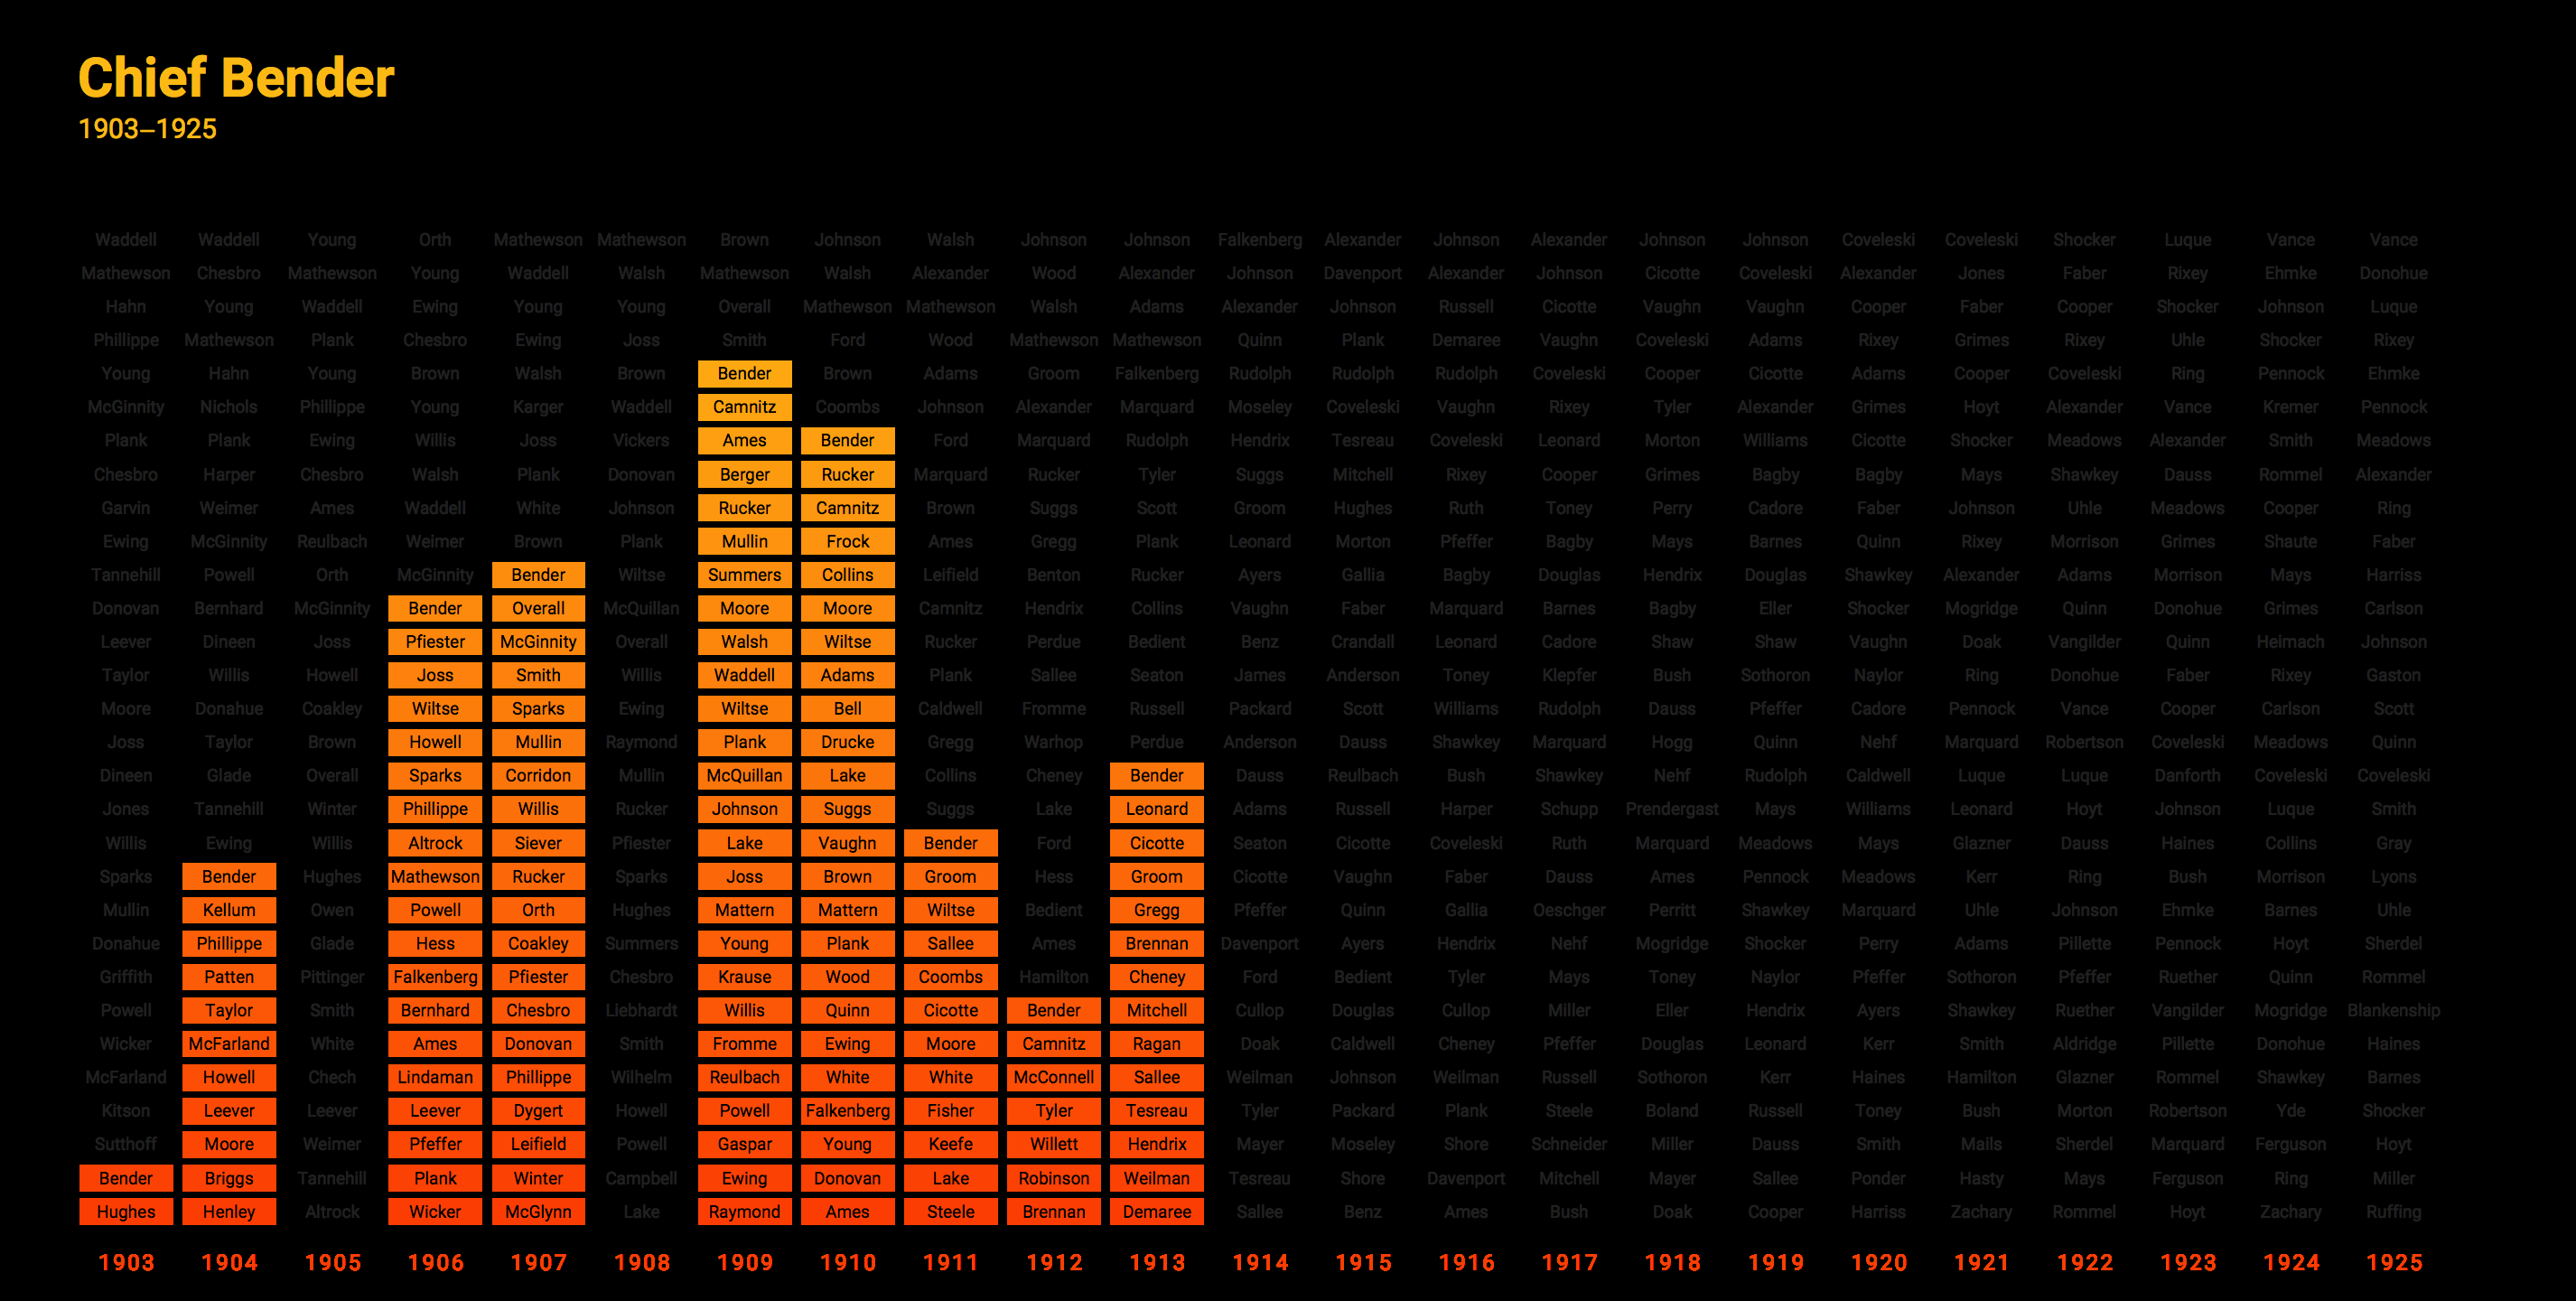 Chief Bender
1903–1925
Waddell Waddell Young Orth Mathewson Mathewson Brown Johnson Walsh Johnson Johnson Falkenberg Alexander Johnson Alexander Johnson Johnson Coveleski Coveleski Shocker Luque Vance Vance
Mathewson Chesbro Mathewson Young Waddell Walsh Mathewson Walsh Alexander Wood Alexander Johnson Davenport Alexander Johnson Cicotte Coveleski Alexander Jones Faber Rixey Ehmke Donohue
Hahn Young Waddell Ewing Young Young Overall Mathewson Mathewson Walsh Adams Alexander Johnson Russell Cicotte Vaughn Vaughn Cooper Faber Cooper Shocker Johnson Luque
Phillippe Mathewson Plank Chesbro Ewing Joss Smith Ford Wood Mathewson Mathewson Quinn Plank Demaree Vaughn Coveleski Adams Rixey Grimes Rixey Uhle Shocker Rixey
Young Hahn Young Brown Walsh Brown Bender Brown Adams Groom Falkenberg Rudolph Rudolph Rudolph Coveleski Cooper Cicotte Adams Cooper Coveleski Ring Pennock Ehmke
McGinnity Nichols Phillippe Young Karger Waddell Camnitz Coombs Johnson Alexander Marquard Moseley Coveleski Vaughn Rixey Tyler Alexander Grimes Hoyt Alexander Vance Kremer Pennock
Plank Plank Ewing Willis Joss Vickers Ames Bender Ford Marquard Rudolph Hendrix Tesreau Coveleski Leonard Morton Williams Cicotte Shocker Meadows Alexander Smith Meadows
Chesbro Harper Chesbro Walsh Plank Donovan Berger Rucker Marquard Rucker Tyler Suggs Mitchell Rixey Cooper Grimes Bagby Bagby Mays Shawkey Dauss Rommel Alexander
Garvin Weimer Ames Waddell White Johnson Rucker Camnitz Brown Suggs Scott Groom Hughes Ruth Toney Perry Cadore Faber Johnson Uhle Meadows Cooper Ring
Ewing McGinnity Reulbach Weimer Brown Plank Mullin Frock Ames Gregg Plank Leonard Morton Pfeffer Bagby Mays Barnes Quinn Rixey Morrison Grimes Shaute Faber
Tannehill Powell Orth McGinnity Bender Wiltse Summers Collins Leifield Benton Rucker Ayers Gallia Bagby Douglas Hendrix Douglas Shawkey Alexander Adams Morrison Mays Harriss
Donovan Bernhard McGinnity Bender Overall McQuillan Moore Moore Camnitz Hendrix Collins Vaughn Faber Marquard Barnes Bagby Eller Shocker Mogridge Quinn Donohue Grimes Carlson
Leever Dineen Joss Pfiester McGinnity Overall Walsh Wiltse Rucker Perdue Bedient Benz Crandall Leonard Cadore Shaw Shaw Vaughn Doak Vangilder Quinn Heimach Johnson
Taylor Willis Howell Joss Smith Willis Waddell Adams Plank Sallee Seaton James Anderson Toney Klepfer Bush Sothoron Naylor Ring Donohue Faber Rixey Gaston
Moore Donahue Coakley Wiltse Sparks Ewing Wiltse Bell Caldwell Fromme Russell Packard Scott Williams Rudolph Dauss Pfeffer Cadore Pennock Vance Cooper Carlson Scott
Joss Taylor Brown Howell Mullin Raymond Plank Drucke Gregg Warhop Perdue Anderson Dauss Shawkey Marquard Hogg Quinn Nehf Marquard Robertson Coveleski Meadows Quinn
Dineen Glade Overall Sparks Corridon Mullin McQuillan Lake Collins Cheney Bender Dauss Reulbach Bush Shawkey Nehf Rudolph Caldwell Luque Luque Danforth Coveleski Coveleski
Jones Tannehill Winter Phillippe Willis Rucker Johnson Suggs Suggs Lake Leonard Adams Russell Harper Schupp Prendergast Mays Williams Leonard Hoyt Johnson Luque Smith
Willis Ewing Willis Altrock Siever Pfiester Lake Vaughn Bender Ford Cicotte Seaton Cicotte Coveleski Ruth Marquard Meadows Mays Glazner Dauss Haines Collins Gray
Sparks Bender Hughes Mathewson Rucker Sparks Joss Brown Groom Hess Groom Cicotte Vaughn Faber Dauss Ames Pennock Meadows Kerr Ring Bush Morrison Lyons
Mullin Kellum Owen Powell Orth Hughes Mattern Mattern Wiltse Bedient Gregg Pfeffer Quinn Gallia Oeschger Perritt Shawkey Marquard Uhle Johnson Ehmke Barnes Uhle
Donahue Phillippe Glade Hess Coakley Summers Young Plank Sallee Ames Brennan Davenport Ayers Hendrix Nehf Mogridge Shocker Perry Adams Pillette Pennock Hoyt Sherdel
Griffith Patten Pittinger Falkenberg Pfiester Chesbro Krause Wood Coombs Hamilton Cheney Ford Bedient Tyler Mays Toney Naylor Pfeffer Sothoron Pfeffer Ruether Quinn Rommel
Powell Taylor Smith Bernhard Chesbro Liebhardt Willis Quinn Cicotte Bender Mitchell Cullop Douglas Cullop Miller Eller Hendrix Ayers Shawkey Ruether Vangilder Mogridge Blankenship
Wicker McFarland White Ames Donovan Smith Fromme Ewing Moore Camnitz Ragan Doak Caldwell Cheney Pfeffer Douglas Leonard Kerr Smith Aldridge Pillette Donohue Haines
McFarland Howell Chech Lindaman Phillippe Wilhelm Reulbach White White McConnell Sallee Weilman Johnson Weilman Russell Sothoron Kerr Haines Hamilton Glazner Rommel Shawkey Barnes
Kitson Leever Leever Leever Dygert Howell Powell Falkenberg Fisher Tyler Tesreau Tyler Packard Plank Steele Boland Russell Toney Bush Morton Robertson Yde Shocker
Sutthoff Moore Weimer Pfeffer Leifield Powell Gaspar Young Keefe Willett Hendrix Mayer Moseley Shore Schneider Miller Dauss Smith Mails Sherdel Marquard Ferguson Hoyt
Bender Briggs Tannehill Plank Winter Campbell Ewing Donovan Lake Robinson Weilman Tesreau Shore Davenport Mitchell Mayer Sallee Ponder Hasty Mays Ferguson Ring Miller
Hughes Henley Altrock Wicker McGlynn Lake Raymond Ames Steele Brennan Demaree Sallee Benz Ames Bush Doak Cooper Harriss Zachary Rommel Hoyt Zachary Ruffing
1903 1904 1905 1906 1907 1908 1909 1910 1911 1912 1913 1914 1915 1916 1917 1918 1919 1920 1921 1922 1923 1924 1925